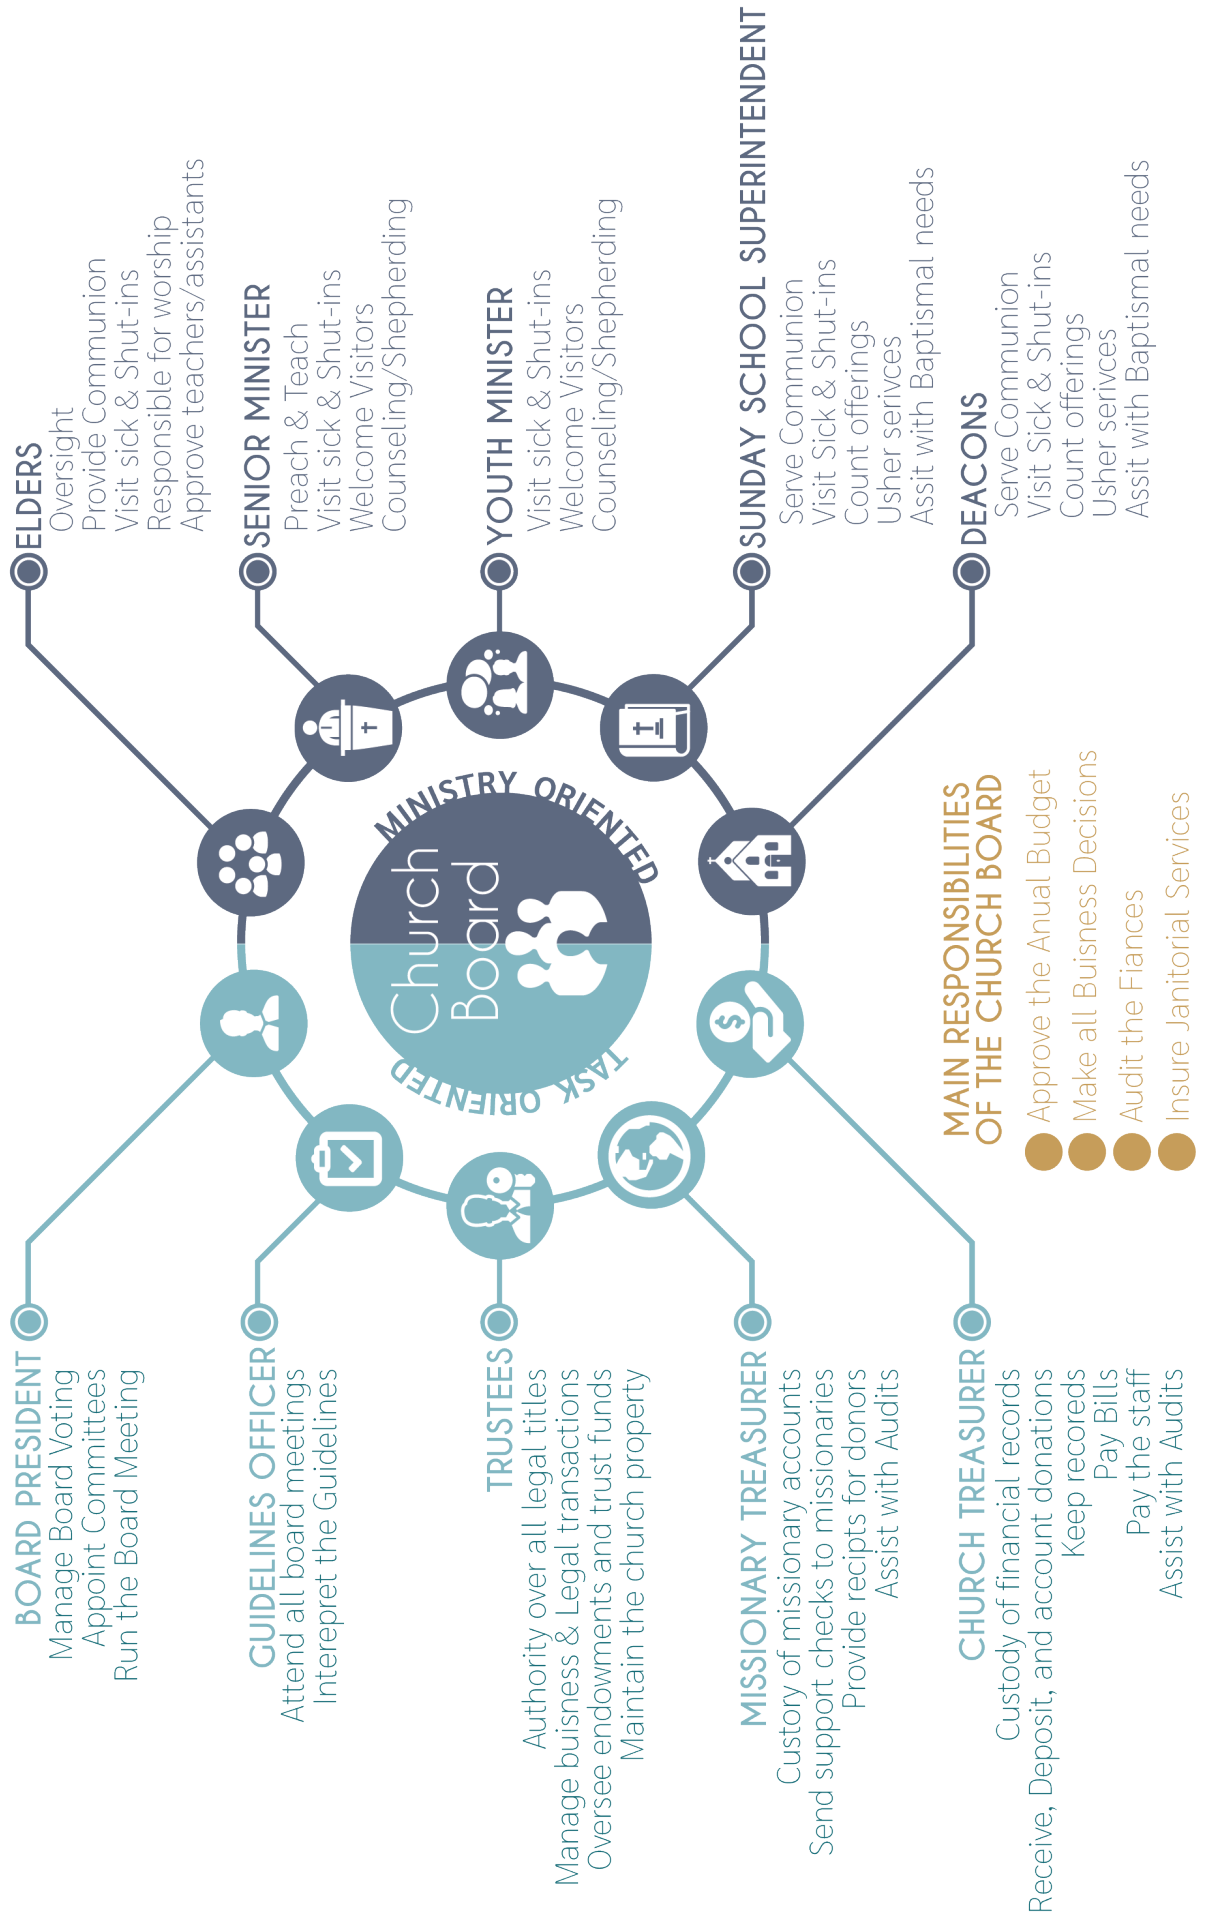 BOARD PRESIDENT
Manage Board Voting
Appoint Committees
Run the Board Meeting
GUIDELINES OFFICER
Attend all board meetings
Interepret the Guidelines
TRUSTEES
Authority over all legal titles
Manage buisness & Legal transactions
Oversee endowments and trust funds
Maintain the church property
MISSIONARY TREASURER
Custory of missionary accounts
Send support checks to missionaries
Provide recipts for donors
Assist with Audits
CHURCH TREASURER
Custody of financial records
Receive, Deposit, and account donations
Keep recoreds
Pay Bills
Pay the staff
Assist with Audits
TASK ORIENTED
Church
Board
MINISTRY ORIENTED
$
ELDERS
Oversight
Provide Communion
Visit sick & Shut-ins
Responsible for worship
Approve teachers/assistants
SENIOR MINISTER
Preach & Teach
Visit sick & Shut-ins
Welcome Visitors
Counseling/Shepherding
YOUTH MINISTER
Visit sick & Shut-ins
Welcome Visitors
Counseling/Shepherding
SUNDAY SCHOOL SUPERINTENDENT
Serve Communion
Visit Sick & Shut-ins
Count offerings
Usher serivces
Assit with Baptismal needs
DEACONS
Serve Communion
Visit Sick & Shut-ins
Count offerings
Usher serivces
Assit with Baptismal needs
MAIN RESPONSIBILITIES
OF THE CHURCH BOARD
Approve the Anual Budget
Make all Buisness Decisions
Audit the Fiances
Insure Janitorial Services